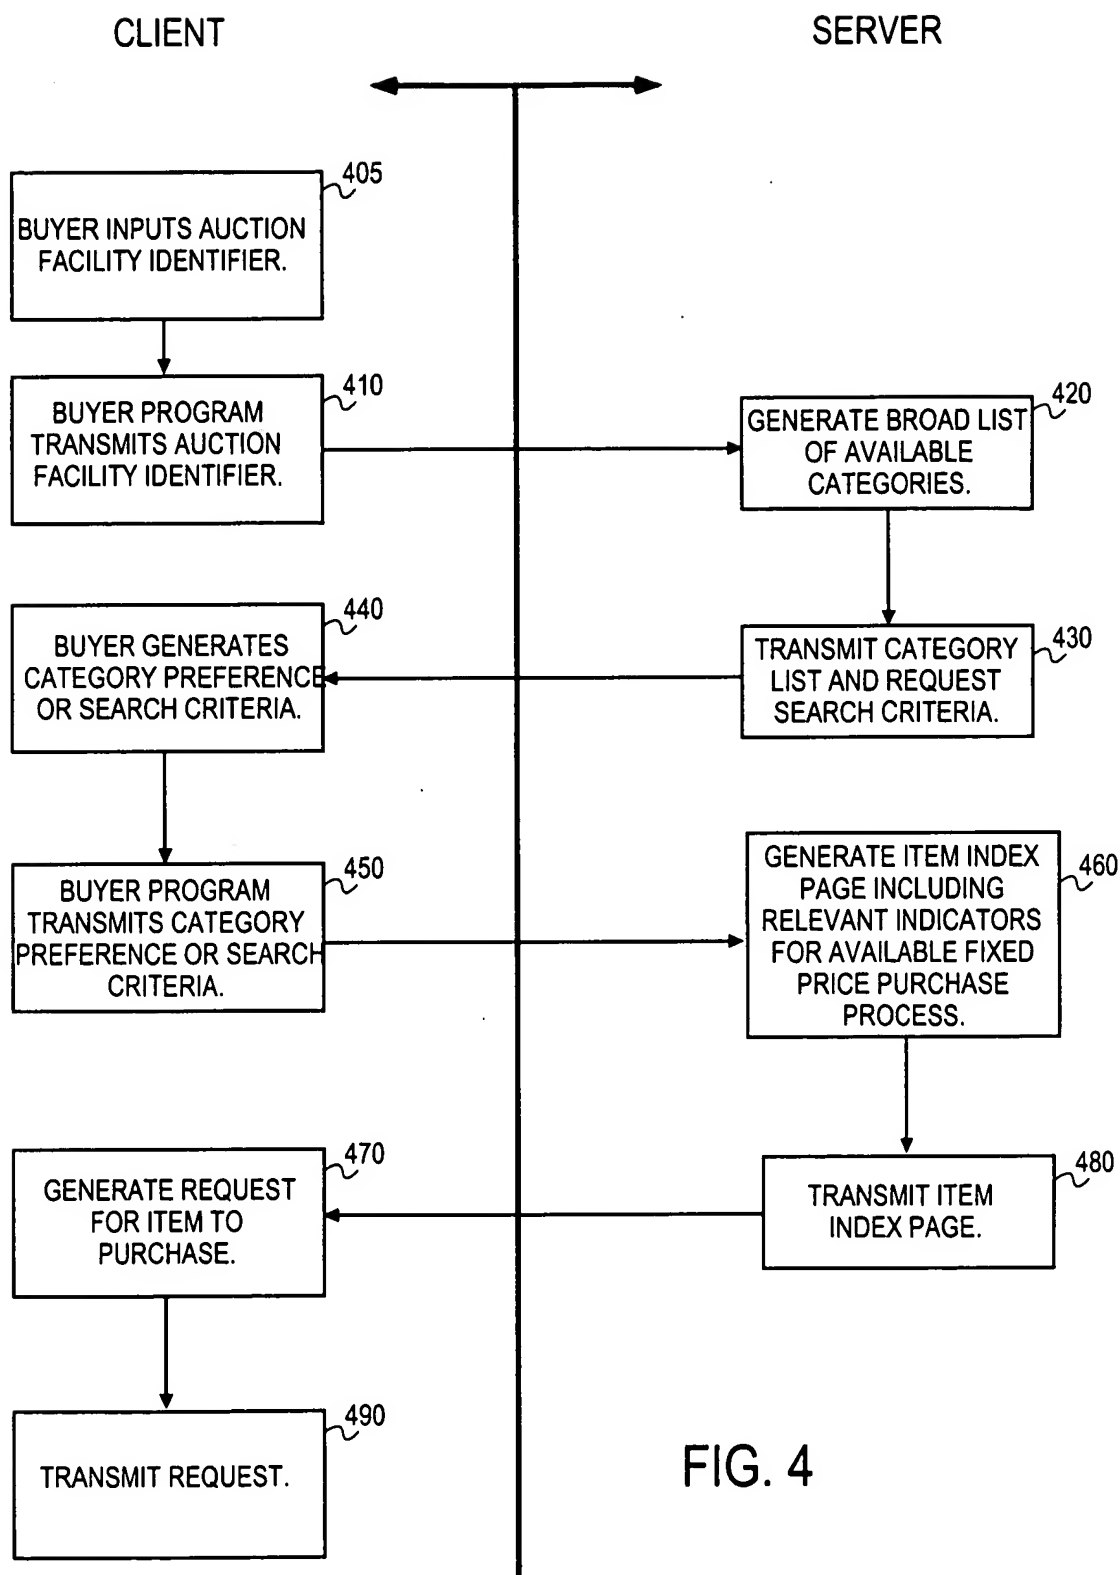 CLIENT
SERVER
405
BUYER INPUTS AUCTION
FACILITY IDENTIFIER.
410
BUYER PROGRAM
TRANSMITS AUCTION
FACILITY IDENTIFIER.
420
GENERATE BROAD LIST
OF AVAILABLE
CATEGORIES.
430
TRANSMIT CATEGORY
LIST AND REQUEST
SEARCH CRITERIA.
440
BUYER GENERATES
CATEGORY PREFERENCE
OR SEARCH CRITERIA.
450
BUYER PROGRAM
TRANSMITS CATEGORY
PREFERENCE OR SEARCH
CRITERIA.
460
GENERATE ITEM INDEX
PAGE INCLUDING
RELEVANT INDICATORS
FOR AVAILABLE FIXED
PRICE PURCHASE
PROCESS.
480
TRANSMIT ITEM
INDEX PAGE.
470
GENERATE REQUEST
FOR ITEM TO
PURCHASE.
490
TRANSMIT REQUEST.
FIG. 4